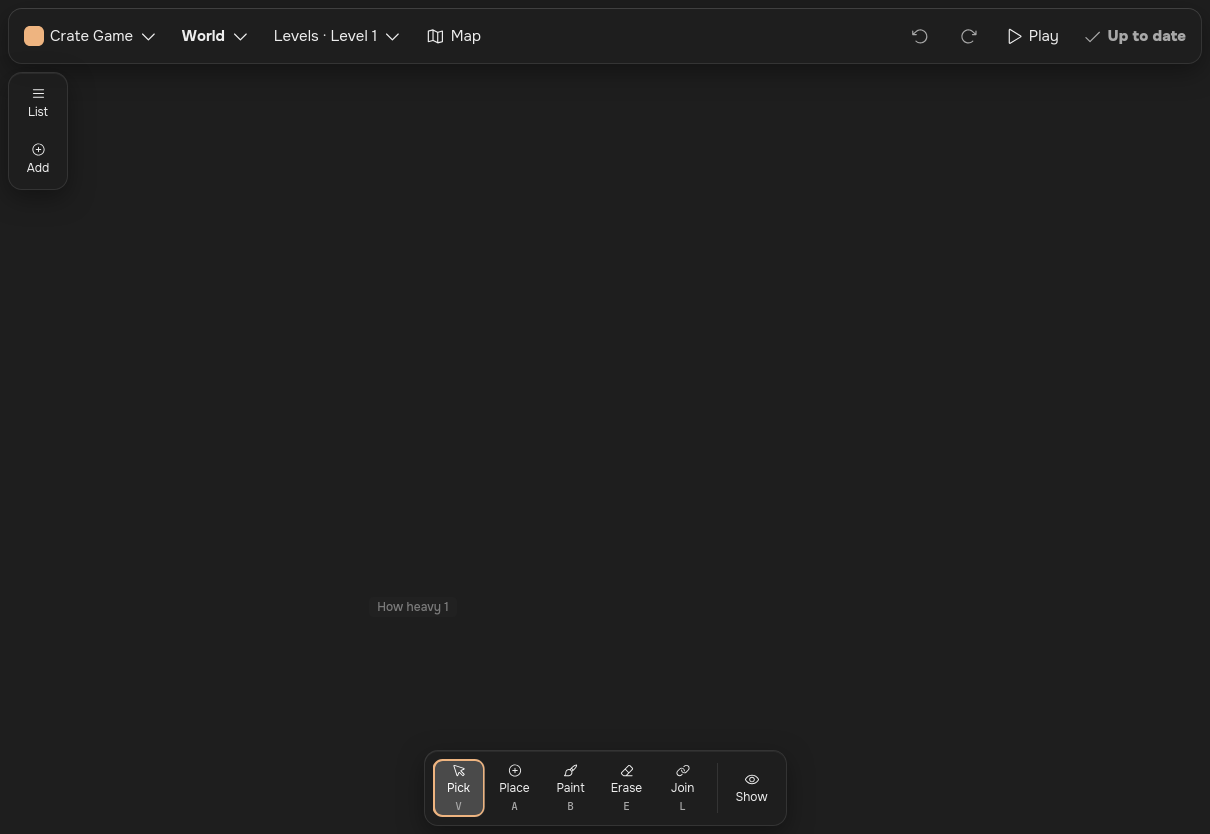 Crate Game
World
Levels · Level 1
Map
Play
Up to date
List
Add
How heavy 1
Pick
V
Place
A
Paint
B
Erase
E
Join
L
Show